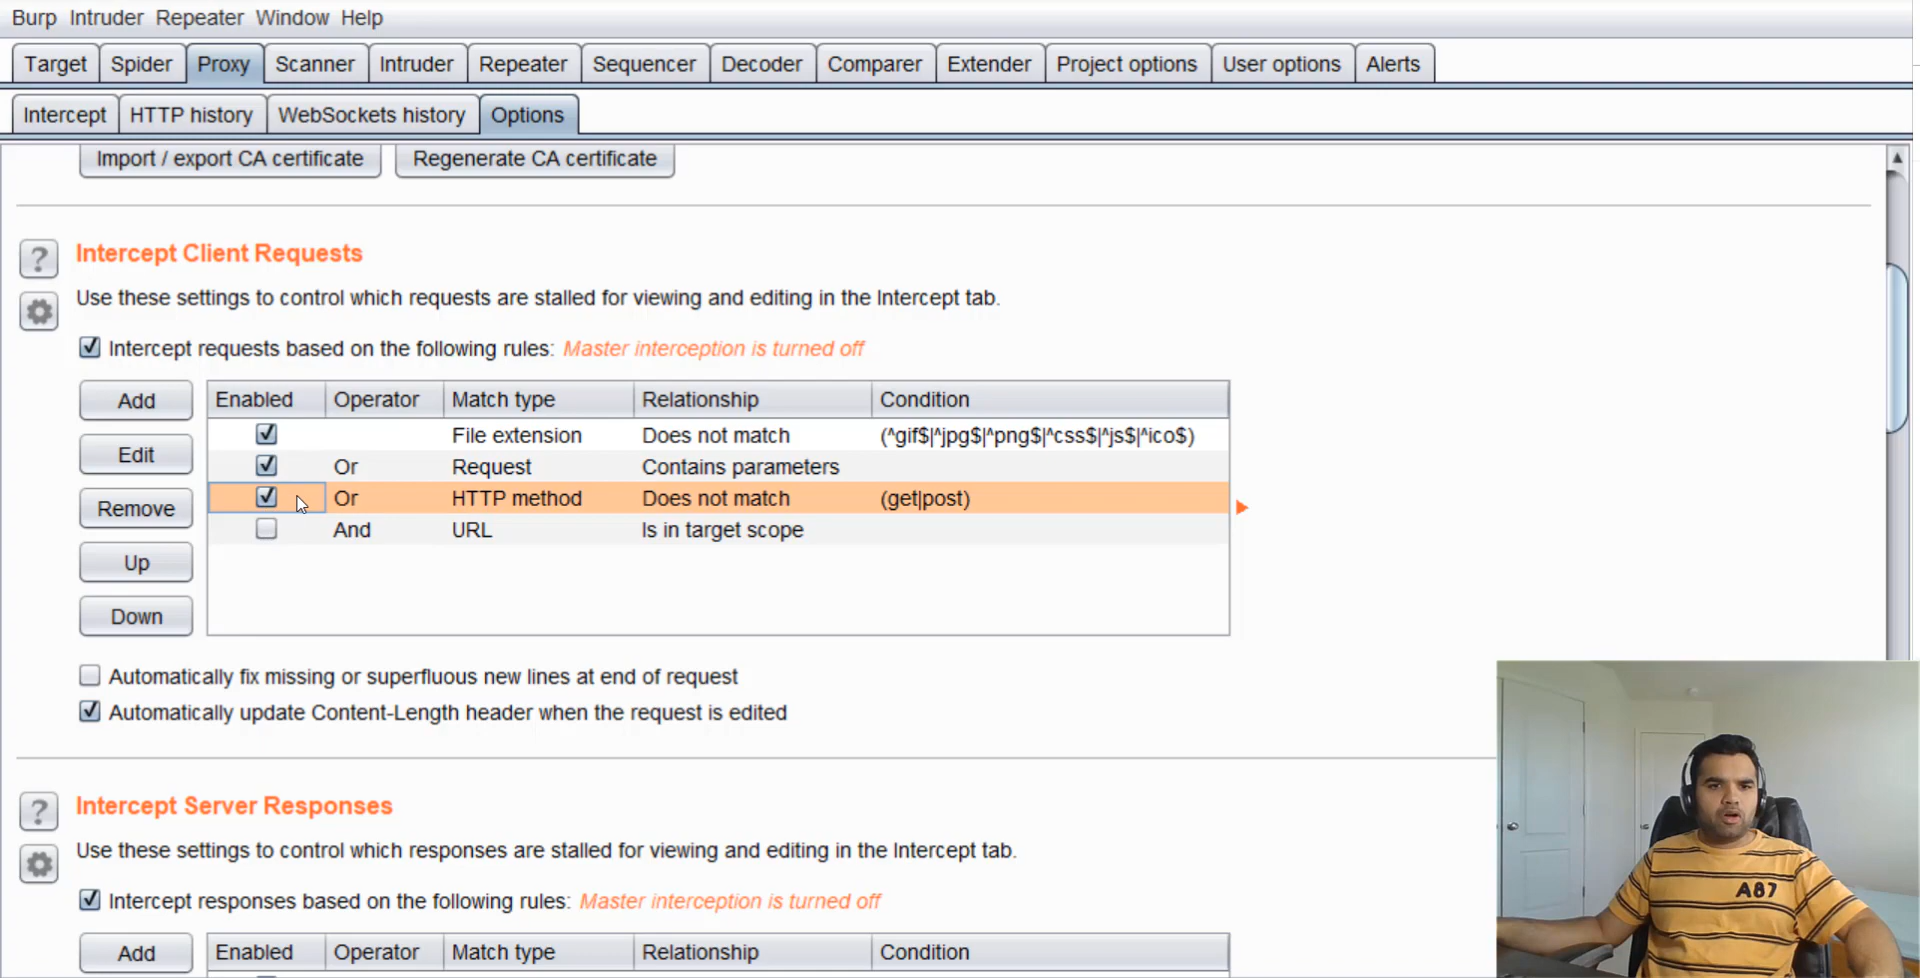 Burp Intruder Repeater Window Help
Target Spider Proxy Scanner Intruder Repeater Sequencer Decoder Comparer Extender Project options User options Alerts
Intercept HTTP history WebSockets history Options
Import / export CA certificate Regenerate CA certificate
? Intercept Client Requests
Use these settings to control which requests are stalled for viewing and editing in the Intercept tab.
Intercept requests based on the following rules: Master interception is turned off
Add Enabled Operator Match type Relationship Condition
File extension Does not match (^gif$|^jpg$|^png$|^css$|^js$|^ico$)
Edit
Or Request Contains parameters
Remove Or HTTP method Does not match (get|post)
And URL Is in target scope
Up
Down
Automatically fix missing or superfluous new lines at end of request
Automatically update Content-Length header when the request is edited
? Intercept Server Responses
Use these settings to control which responses are stalled for viewing and editing in the Intercept tab.
A87
Intercept responses based on the following rules: Master interception is turned off
Add Enabled Operator Match type Relationship Condition